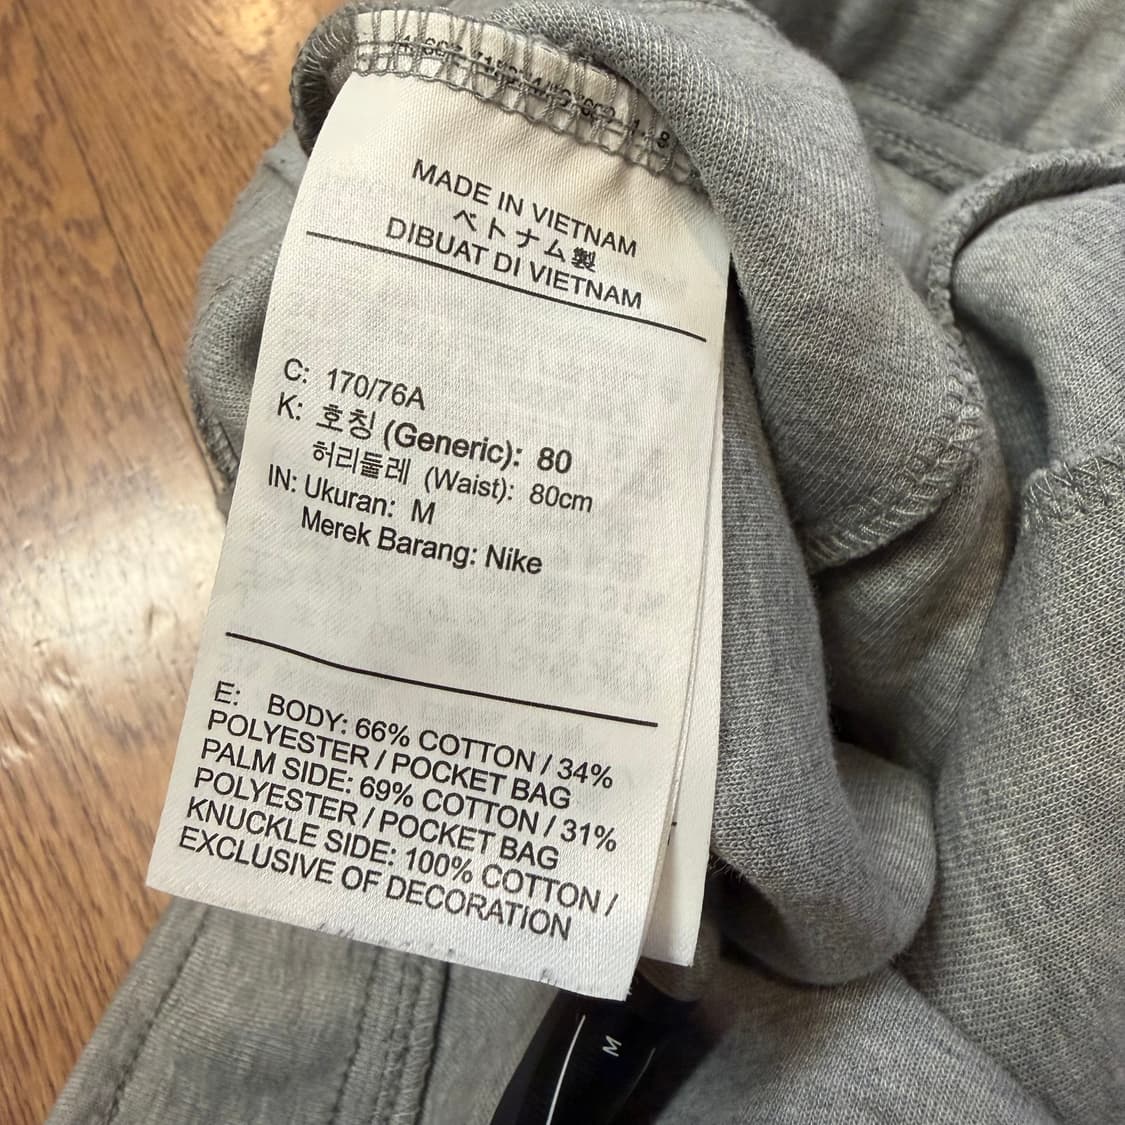 MADE IN VIETNAM
ベトナム製
DIBUAT DI VIETNAM
C: 170/76A
K: 호칭 (Generic): 80
허리둘레 (Waist): 80cm
IN: Ukuran: M
Merek Barang: Nike
E: BODY: 66% COTTON / 34%
POLYESTER / POCKET BAG
PALM SIDE: 69% COTTON / 31%
POLYESTER / POCKET BAG
KNUCKLE SIDE: 100% COTTON /
EXCLUSIVE OF DECORATION
M